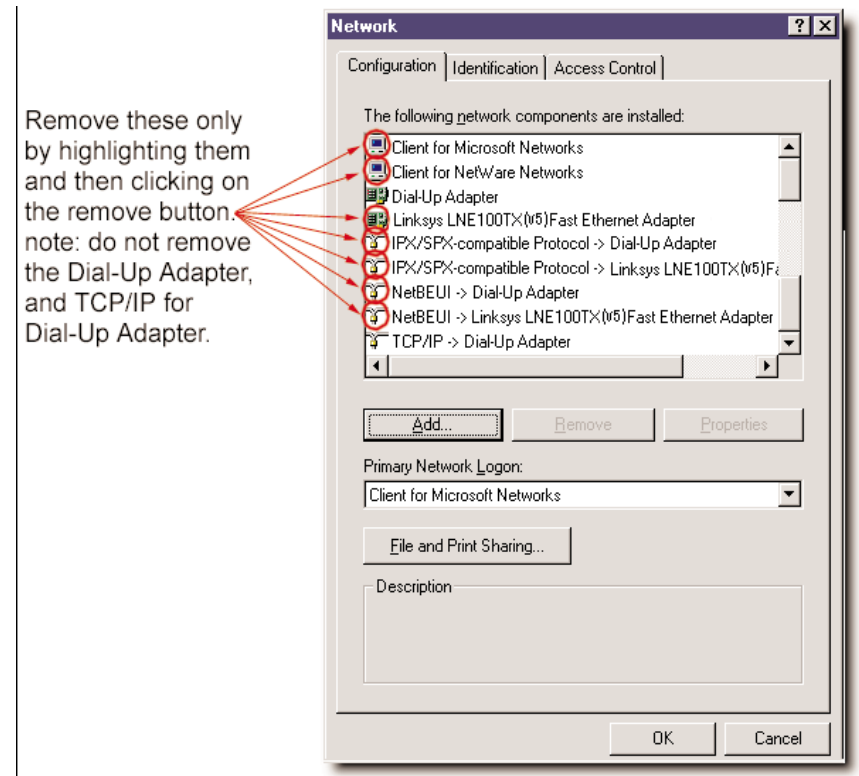 Network
Configuration Identification Access Control
The following network components are installed:
Remove these only
by highlighting them
and then clicking on
the remove button.
note: do not remove
the Dial-Up Adapter,
and TCP/IP for
Dial-Up Adapter.
Client for Microsoft Networks
Client for NetWare Networks
Dial-Up Adapter
Linksys LNE100TX(v5)Fast Ethernet Adapter
IPX/SPX-compatible Protocol -> Dial-Up Adapter
IPX/SPX-compatible Protocol -> Linksys LNE100TX(v5)Fa
NetBEUI -> Dial-Up Adapter
NetBEUI -> Linksys LNE100TX(v5)Fast Ethernet Adapter
TCP/IP -> Dial-Up Adapter
Add... Remove Properties
Primary Network Logon:
Client for Microsoft Networks
File and Print Sharing...
Description
OK Cancel